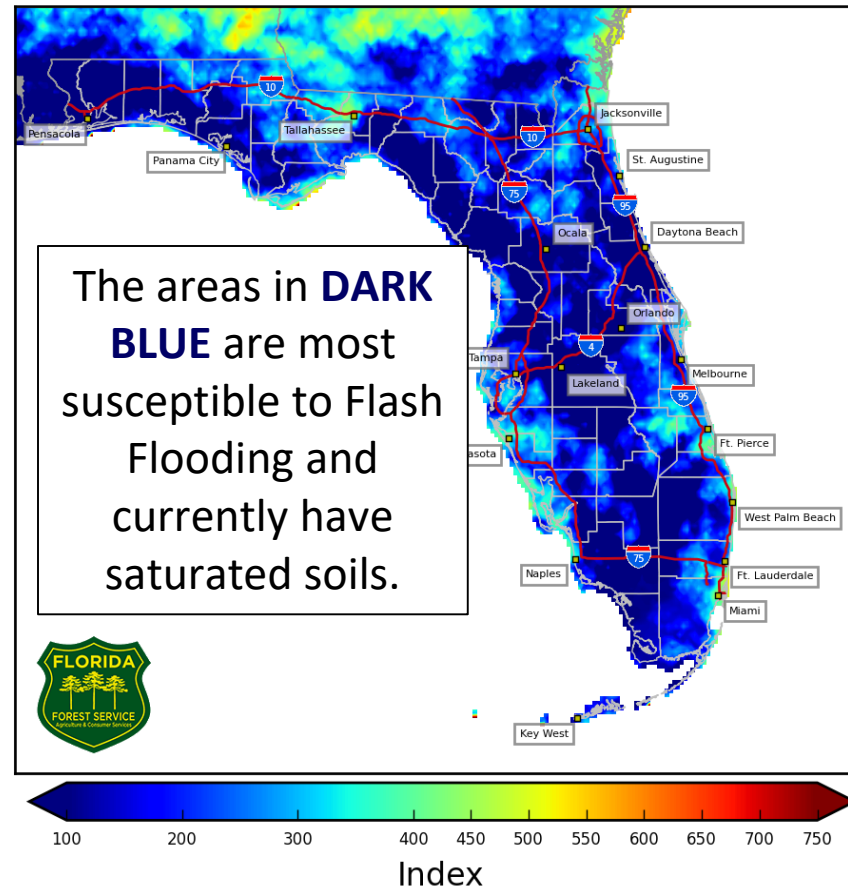 10
Pensacola
Tallahassee
Jacksonville
10
Panama City
St. Augustine
75
95
Ocala
Daytona Beach
The areas in DARK
BLUE are most
susceptible to Flash
Flooding and
currently have
saturated soils.
Orlando
4
Tampa
Melbourne
Lakeland
95
asota
Ft. Pierce
West Palm Beach
75
Naples
Ft. Lauderdale
Miami
FLORIDA
FOREST SERVICE
Agriculture & Consumer Services
Key West
100 200 300 400 450 500 550 600 650 700 750
Index